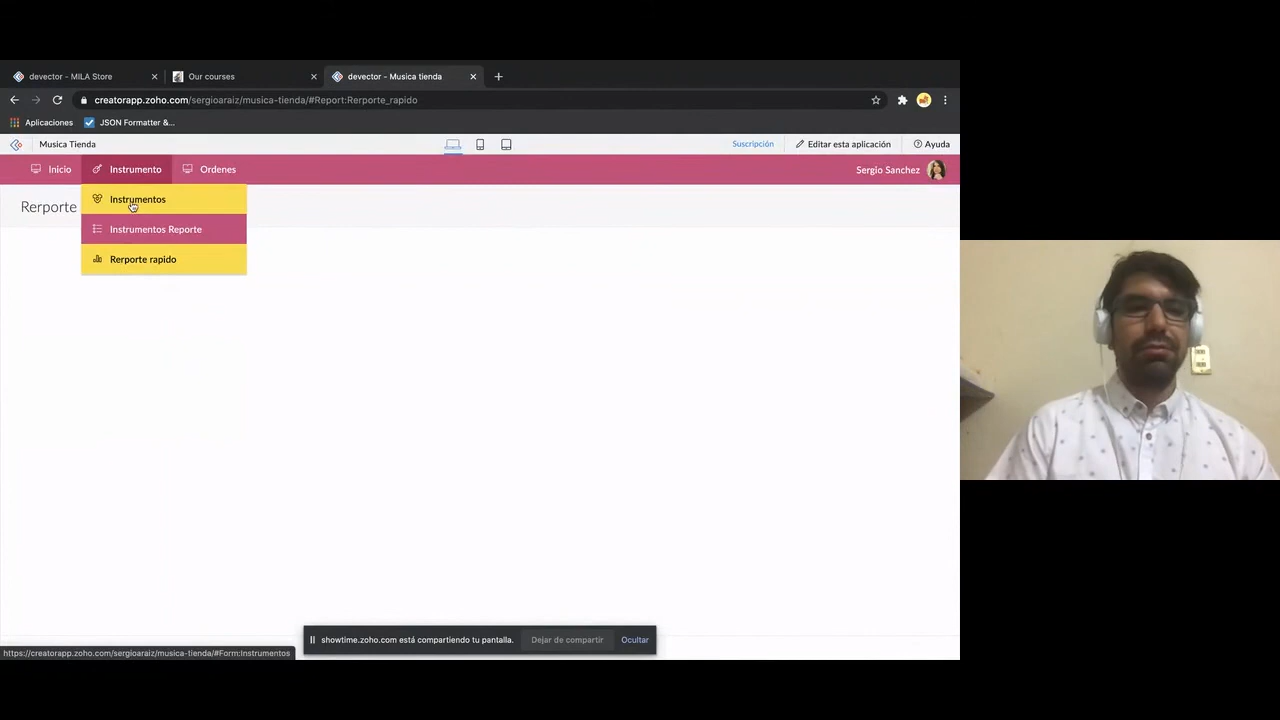 devector - MILA Store
Our courses
devector - Musica tienda
creatorapp.zoho.com/sergioaraiz/musica-tienda/#Report:Rerporte_rapido
Aplicaciones
JSON Formatter &...
Musica Tienda
Suscripción
Editar esta aplicación
Ayuda
Inicio
Instrumento
Ordenes
Sergio Sanchez
Rerporte
Instrumentos
Instrumentos Reporte
Rerporte rapido
showtime.zoho.com está compartiendo tu pantalla.
Dejar de compartir
Ocultar
https://creatorapp.zoho.com/sergioaraiz/musica-tienda/#Form:Instrumentos